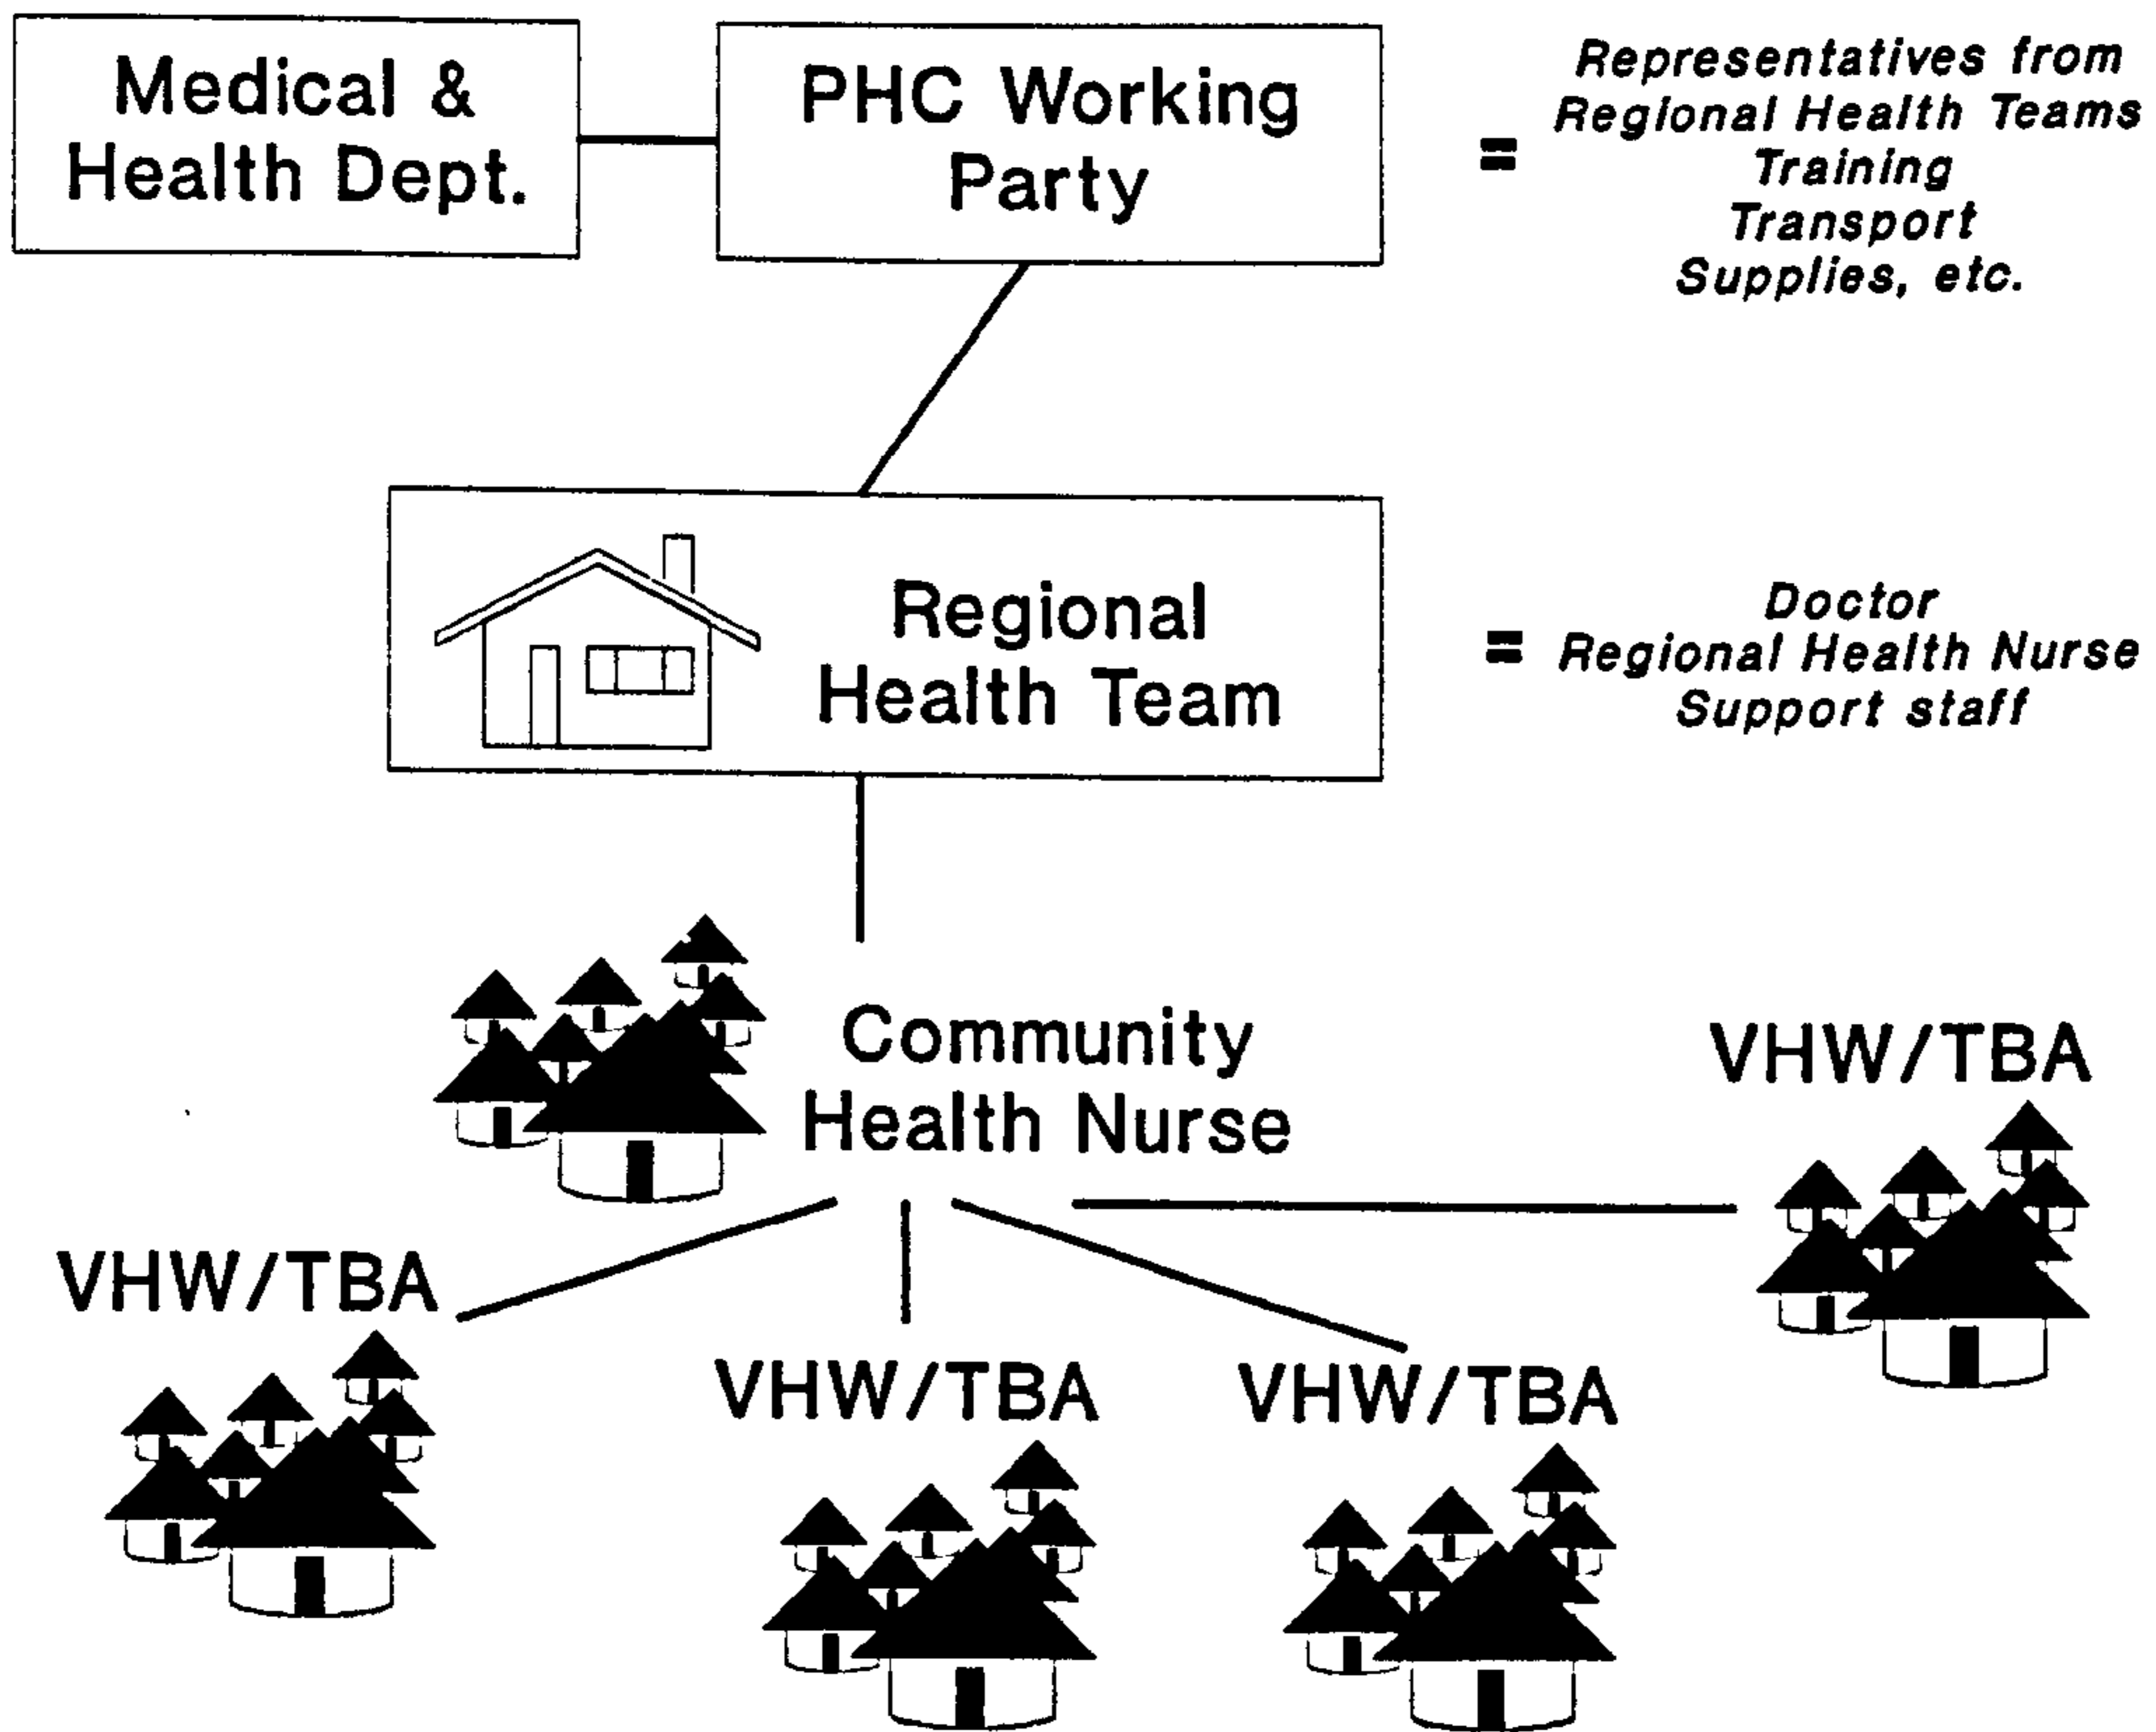 Medical &
Health Dept.
PHC Working
Party
=
Representatives from
Regional Health Teams
Training
Transport
Supplies, etc.
Regional
Health Team
=
Doctor
Regional Health Nurse
Support staff
Community
Health Nurse
VHW/TBA
VHW/TBA
VHW/TBA
VHW/TBA